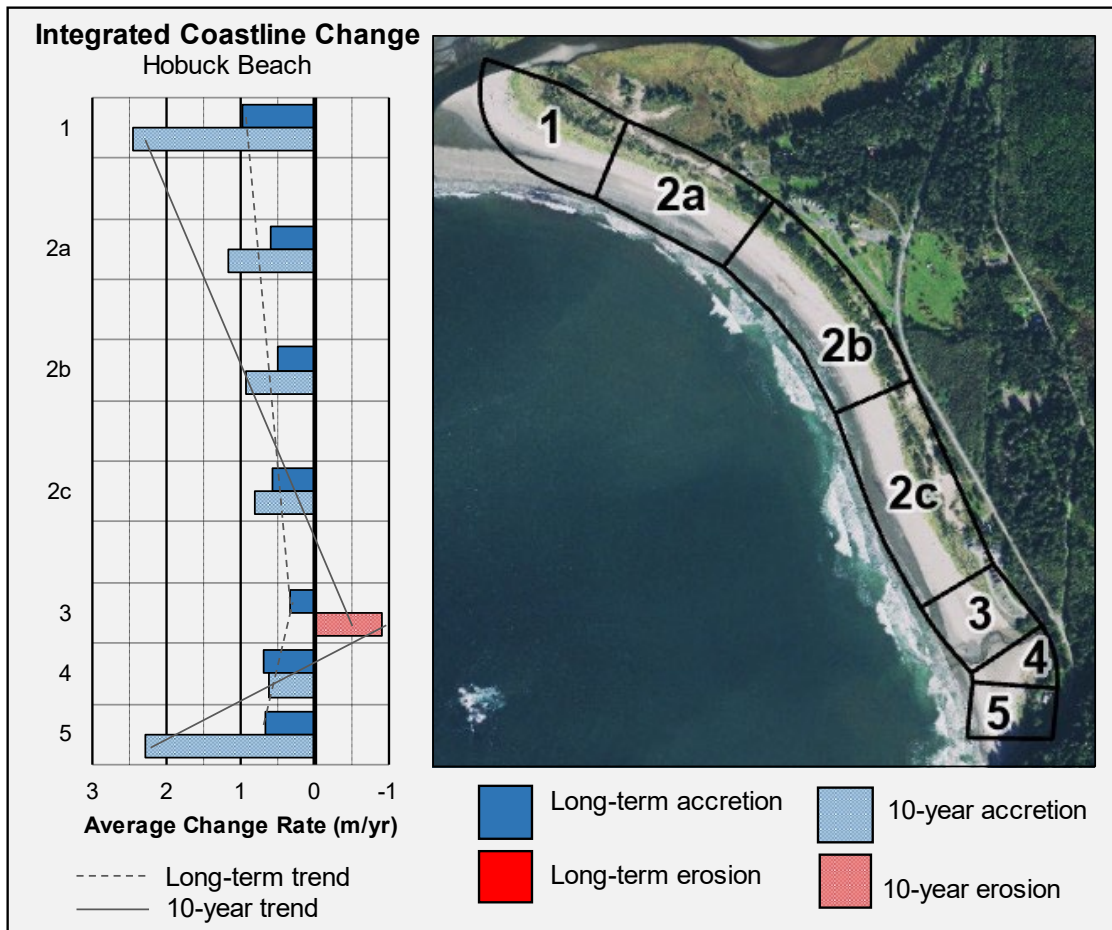 Integrated Coastline Change
Hobuck Beach
1
2a
2b
2c
3
4
5
3 2 1 0 -1
Average Change Rate (m/yr)
Long-term trend
10-year trend
1
2a
2b
2c
3
4
5
Long-term accretion
10-year accretion
Long-term erosion
10-year erosion